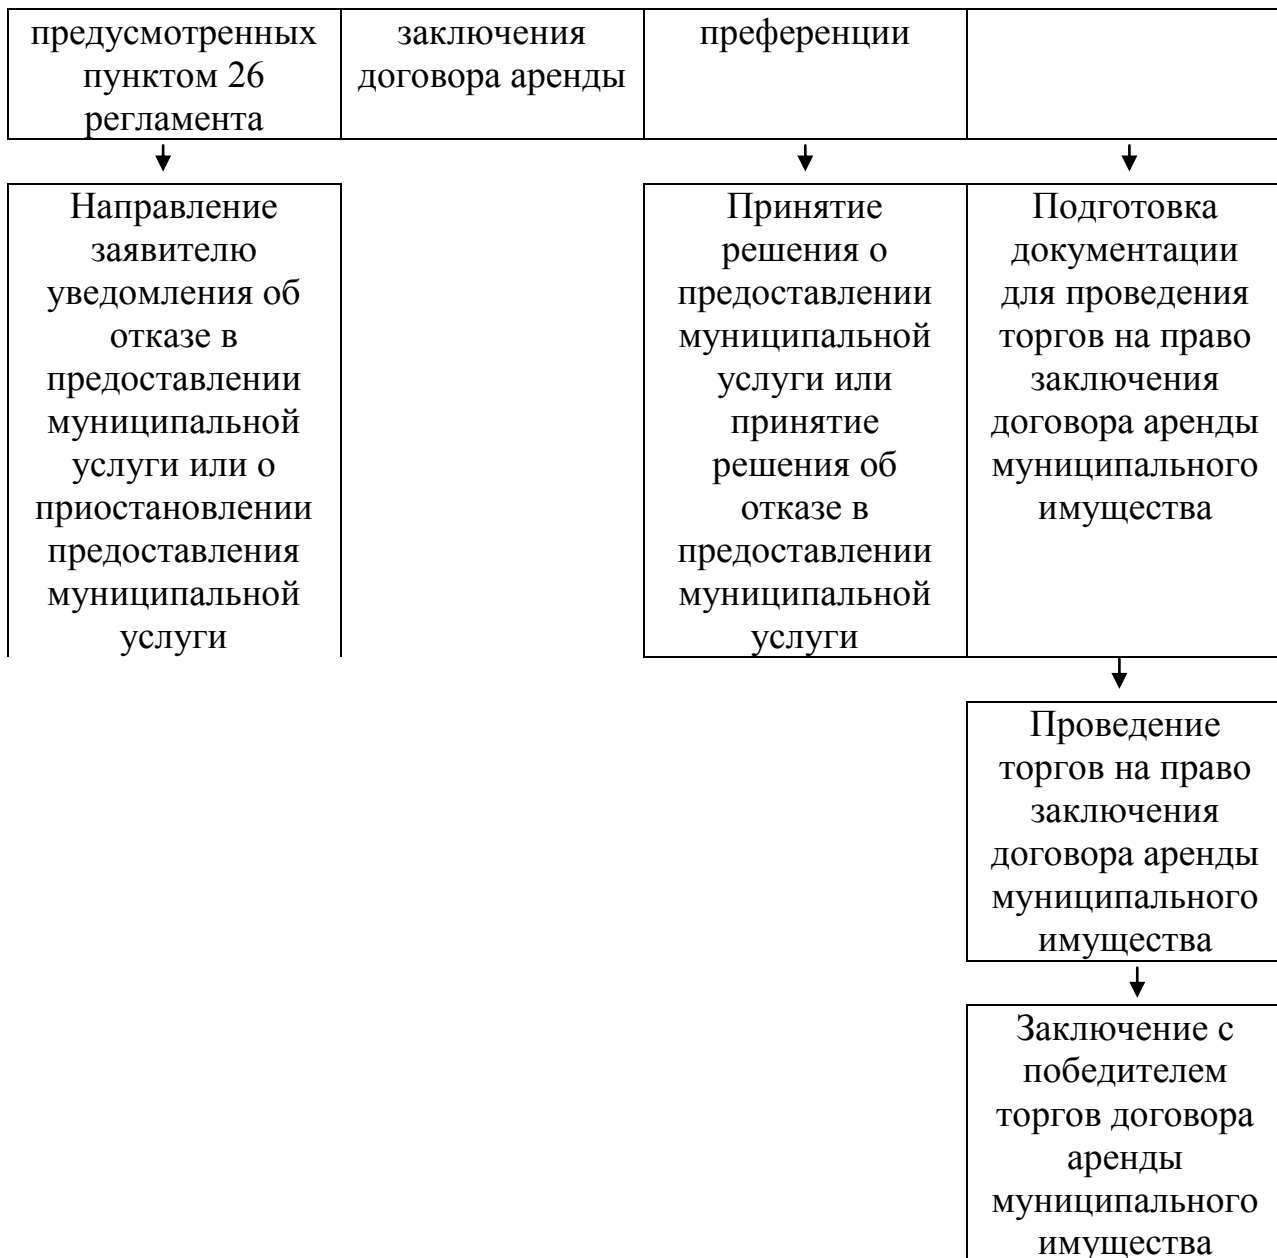 предусмотренных
пунктом 26
регламента
заключения
договора аренды
преференции
Направление
заявителю
уведомления об
отказе в
предоставлении
муниципальной
услуги или о
приостановлении
предоставления
муниципальной
услуги
Принятие
решения о
предоставлении
муниципальной
услуги или
принятие
решения об
отказе в
предоставлении
муниципальной
услуги
Подготовка
документации
для проведения
торгов на право
заключения
договора аренды
муниципального
имущества
Проведение
торгов на право
заключения
договора аренды
муниципального
имущества
Заключение с
победителем
торгов договора
аренды
муниципального
имущества